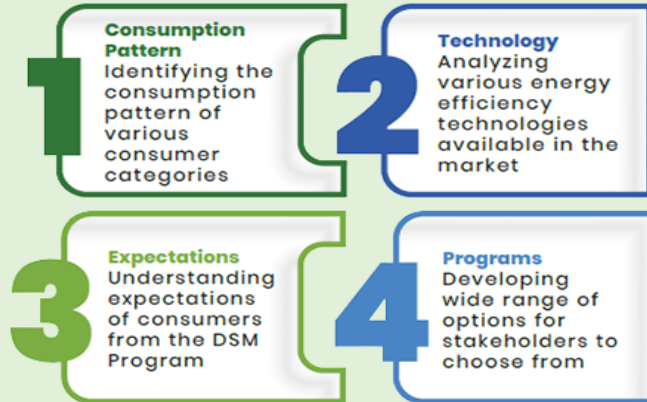 1
Consumption
Pattern
Identifying the
consumption
pattern of
various
consumer
categories
2
Technology
Analyzing
various energy
efficiency
technologies
available in the
market
3
Expectations
Understanding
expectations
of consumers
from the DSM
Program
4
Programs
Developing
wide range of
options for
stakeholders to
choose from